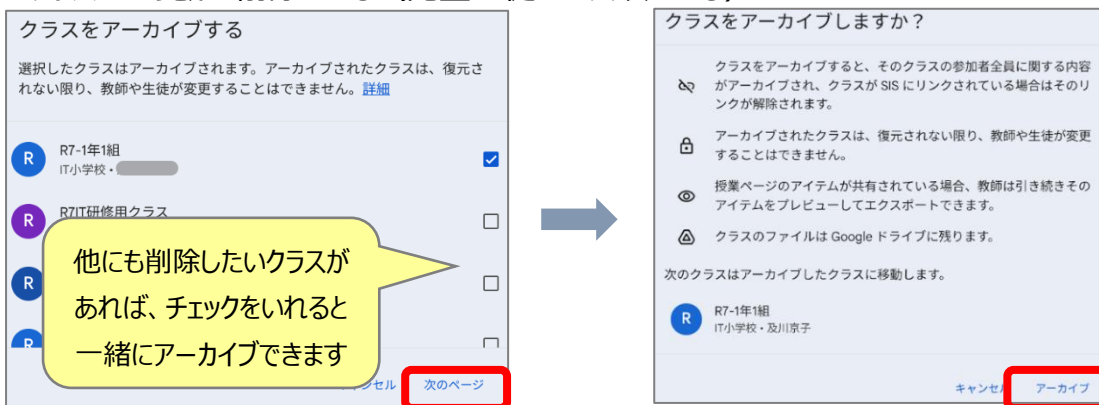 クラスをアーカイブする
選択したクラスはアーカイブされます。アーカイブされたクラスは、復元さ
れない限り、教師や生徒が変更することはできません。詳細
R
R7-1年1組
IT小学校・
R
R7IT研修用クラス
R
R
他にも削除したいクラスが
あれば、チェックをいれると
一緒にアーカイブできます
セル
次のページ
クラスをアーカイブしますか？
クラスをアーカイブすると、そのクラスの参加者全員に関する内容
がアーカイブされ、クラスが SIS にリンクされている場合はそのリ
ンクが解除されます。
アーカイブされたクラスは、復元されない限り、教師や生徒が変更
することはできません。
授業ページのアイテムが共有されている場合、教師は引き続きその
アイテムをプレビューしてエクスポートできます。
クラスのファイルは Google ドライブに残ります。
次のクラスはアーカイブしたクラスに移動します。
R
R7-1年1組
IT小学校・及川京子
キャンセル
アーカイブ